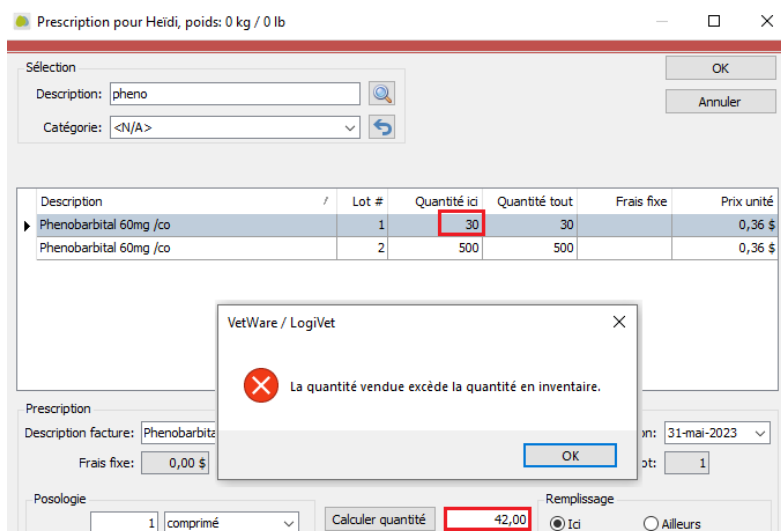 Prescription pour Heïdi, poids: 0 kg / 0 lb
Sélection
OK
Description: pheno
Annuler
Catégorie: <N/A>
Description / Lot # Quantité ici Quantité tout Frais fixe Prix unité
Phenobarbital 60mg /co 1 30 30 0,36 $
Phenobarbital 60mg /co 2 500 500 0,36 $
VetWare / LogiVet
La quantité vendue excède la quantité en inventaire.
OK
Prescription
Description facture: Phenobarbita on: 31-mai-2023
Frais fixe: 0,00 $ ot: 1
Posologie Remplissage
1 comprimé Calculer quantité 42,00 Ici Ailleurs